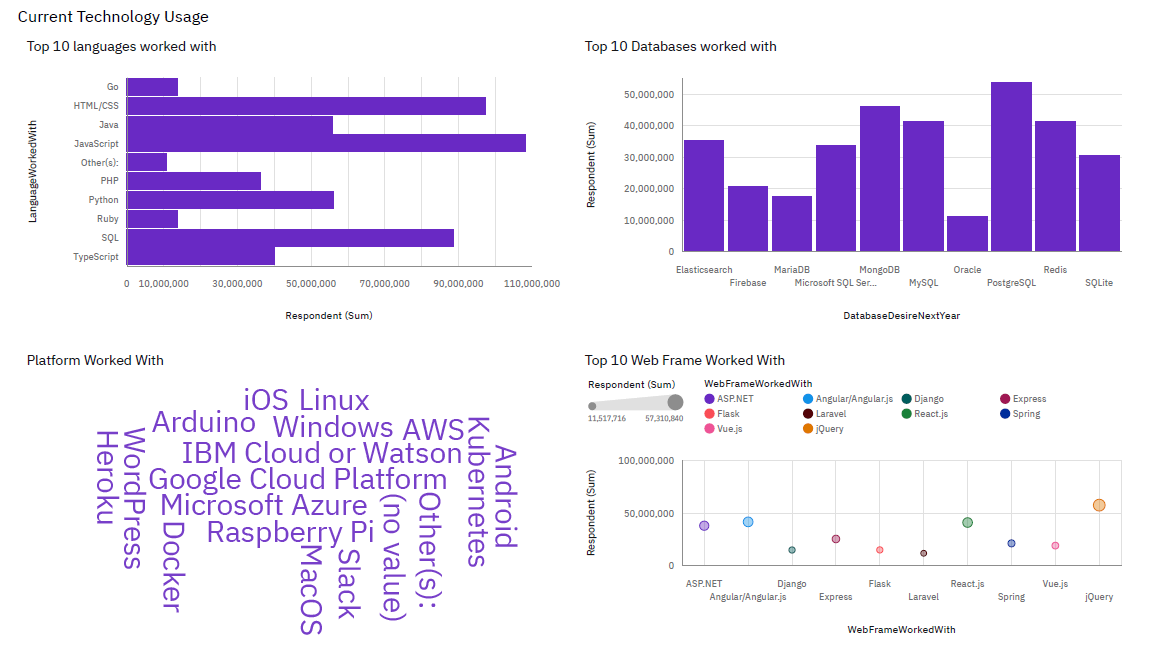 Current Technology Usage
Top 10 languages worked with
LanguageWorkedWith
Go
HTML/CSS
Java
JavaScript
Other(s):
PHP
Python
Ruby
SQL
TypeScript
0 10,000,000 30,000,000 50,000,000 70,000,000 90,000,000 110,000,000
Respondent (Sum)
Top 10 Databases worked with
Respondent (Sum)
50,000,000
40,000,000
30,000,000
20,000,000
10,000,000
0
Elasticsearch MariaDB MongoDB Oracle Redis
Firebase Microsoft SQL Ser... MySQL PostgreSQL SQLite
DatabaseDesireNextYear
Platform Worked With
iOS Linux
Arduino Windows AWS
IBM Cloud or Watson
Google Cloud Platform
Microsoft Azure
Raspberry Pi
Heroku
WordPress
Docker
MacOS
Slack
(no value)
Other(s):
Kubernetes
Android
Top 10 Web Frame Worked With
Respondent (Sum)
11,517,716 57,310,840
WebFrameWorkedWith
ASP.NET Angular/Angular.js Django Express
Flask Laravel React.js Spring
Vue.js jQuery
Respondent (Sum)
100,000,000
50,000,000
0
ASP.NET Django Flask React.js Vue.js
Angular/Angular.js Express Laravel Spring jQuery
WebFrameWorkedWith